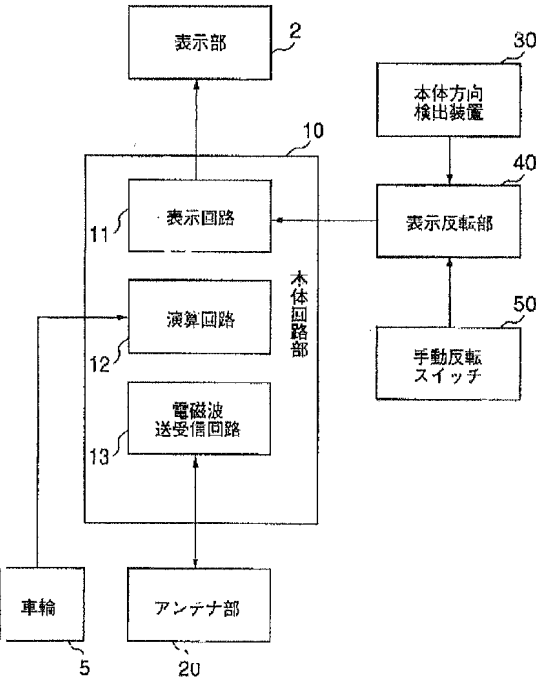 表示部
2
30
本体方向
検出装置
10
40
表示回路
11
表示反転部
本体回路部
演算回路
12
50
手動反転
スイッチ
電磁波
送受信回路
13
車輪
5
アンテナ部
20